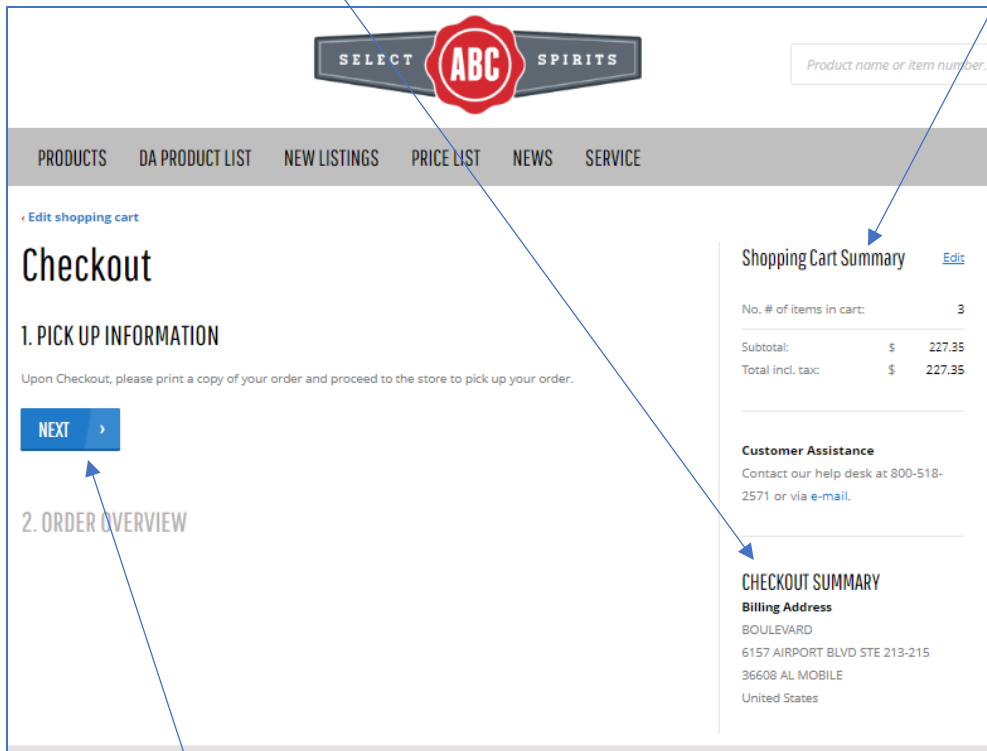 SELECT ABC SPIRITS
Product name or item number...
PRODUCTS DA PRODUCT LIST NEW LISTINGS PRICE LIST NEWS SERVICE
‹ Edit shopping cart
Checkout
1. PICK UP INFORMATION
Upon Checkout, please print a copy of your order and proceed to the store to pick up your order.
NEXT ›
2. ORDER OVERVIEW
Shopping Cart Summary Edit
No. # of items in cart: 3
Subtotal: $ 227.35
Total incl. tax: $ 227.35
Customer Assistance
Contact our help desk at 800-518-
2571 or via e-mail.
CHECKOUT SUMMARY
Billing Address
BOULEVARD
6157 AIRPORT BLVD STE 213-215
36608 AL MOBILE
United States